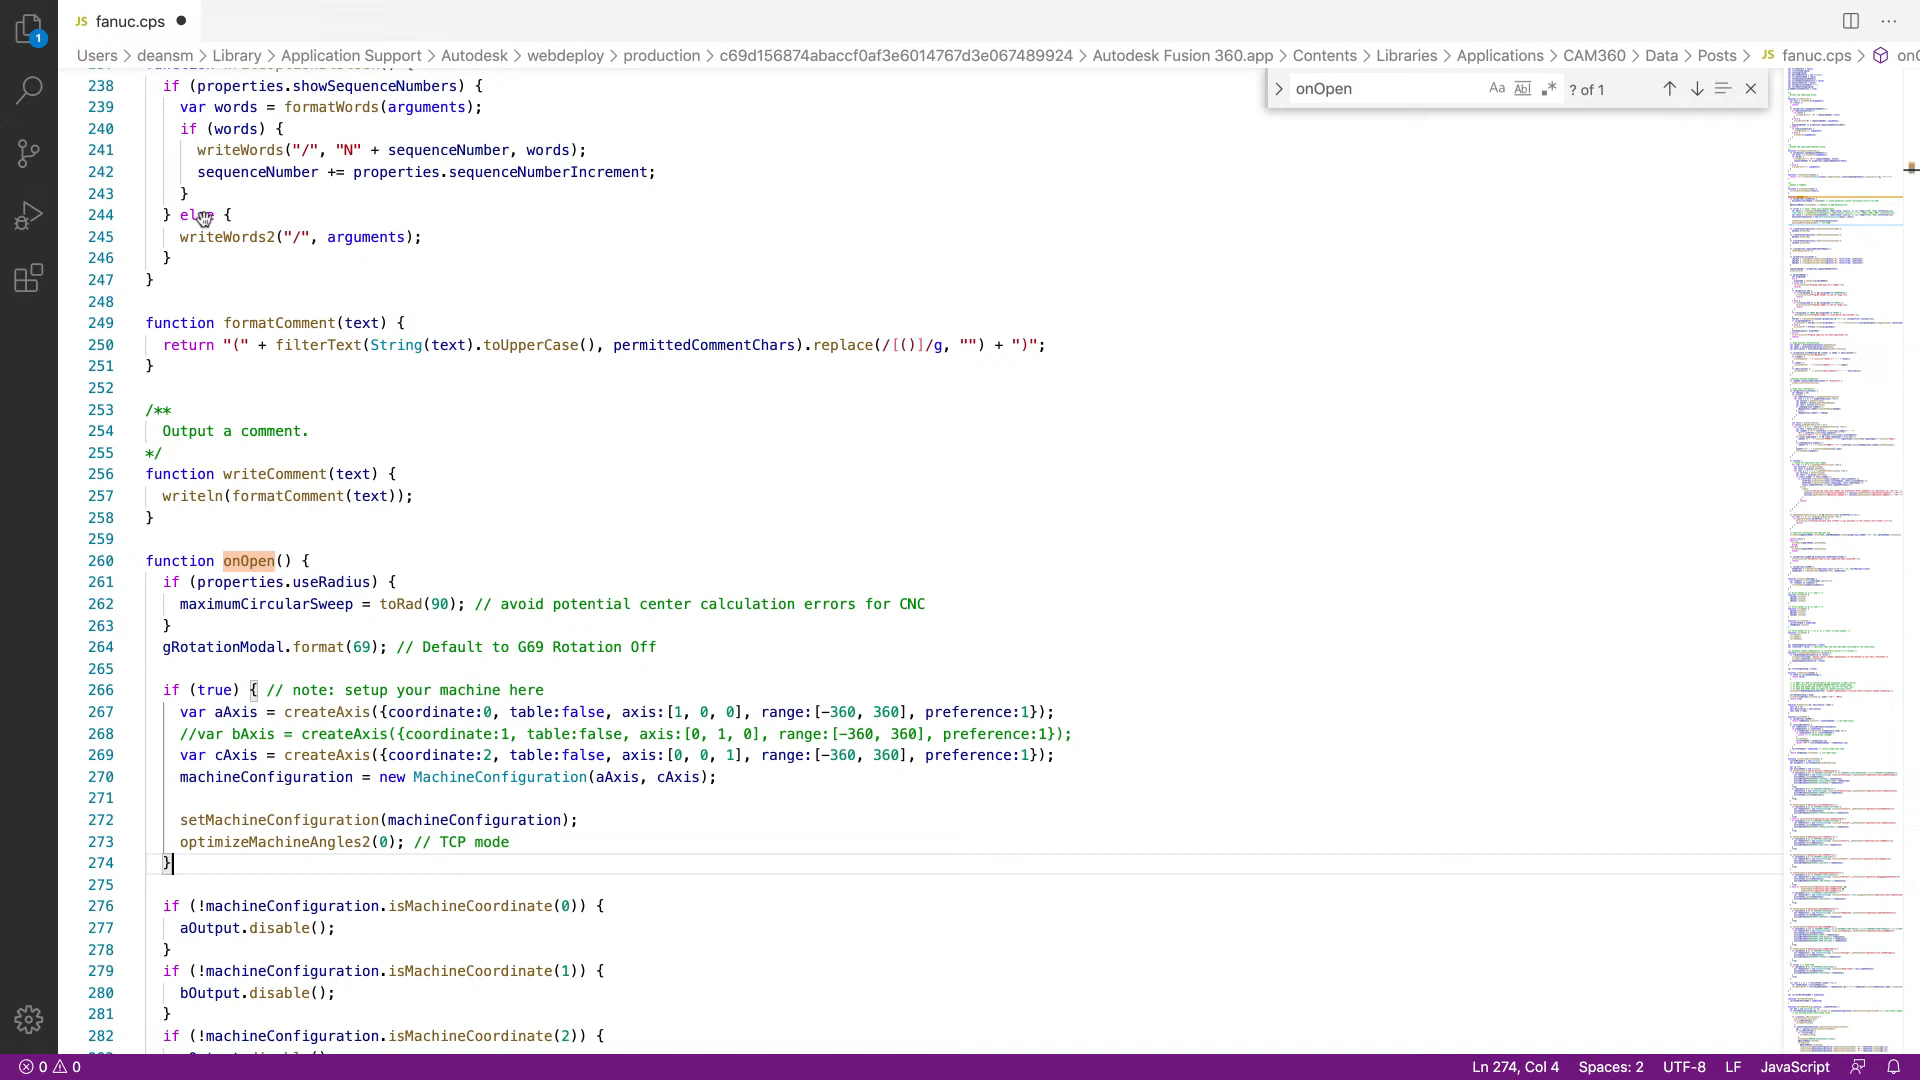 1
JS fanuc.cps
Users > deansm > Library > Application Support > Autodesk > webdeploy > production > c69d156874abaccf0af3e6014767d3e067489924 > Autodesk Fusion 360.app > Contents > Libraries > Applications > CAM360 > Data > Posts > JS fanuc.cps >
onOpen Aa Abl .* ? of 1
238 if (properties.showSequenceNumbers) {
239 var words = formatWords(arguments);
240 if (words) {
241 writeWords("/", "N" + sequenceNumber, words);
242 sequenceNumber += properties.sequenceNumberIncrement;
243 }
244 } else {
245 writeWords2("/", arguments);
246 }
247 }
248
249 function formatComment(text) {
250 return "(" + filterText(String(text).toUpperCase(), permittedCommentChars).replace(/[()]/g, "") + ")";
251 }
252
253 /**
254 Output a comment.
255 */
256 function writeComment(text) {
257 writeln(formatComment(text));
258 }
259
260 function onOpen() {
261 if (properties.useRadius) {
262 maximumCircularSweep = toRad(90); // avoid potential center calculation errors for CNC
263 }
264 gRotationModal.format(69); // Default to G69 Rotation Off
265
266 if (true) { // note: setup your machine here
267 var aAxis = createAxis({coordinate:0, table:false, axis:[1, 0, 0], range:[-360, 360], preference:1});
268 //var bAxis = createAxis({coordinate:1, table:false, axis:[0, 1, 0], range:[-360, 360], preference:1});
269 var cAxis = createAxis({coordinate:2, table:false, axis:[0, 0, 1], range:[-360, 360], preference:1});
270 machineConfiguration = new MachineConfiguration(aAxis, cAxis);
271
272 setMachineConfiguration(machineConfiguration);
273 optimizeMachineAngles2(0); // TCP mode
274 }
275
276 if (!machineConfiguration.isMachineCoordinate(0)) {
277 aOutput.disable();
278 }
279 if (!machineConfiguration.isMachineCoordinate(1)) {
280 bOutput.disable();
281 }
282 if (!machineConfiguration.isMachineCoordinate(2)) {
0 0 Ln 274, Col 4 Spaces: 2 UTF-8 LF JavaScript